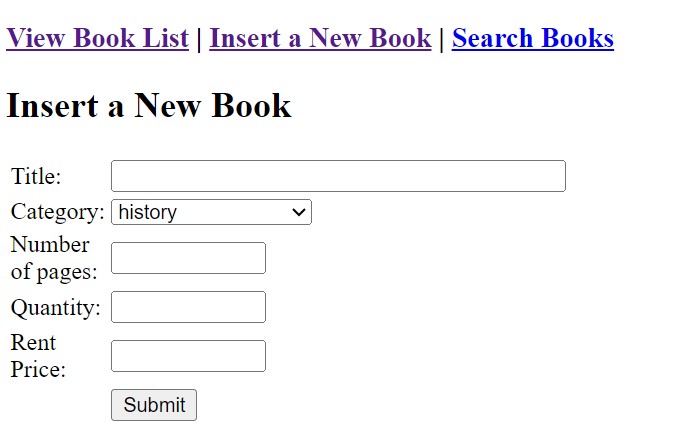 View Book List | Insert a New Book | Search Books
Insert a New Book
Title:
Category: history
Number
of pages:
Quantity:
Rent
Price:
Submit